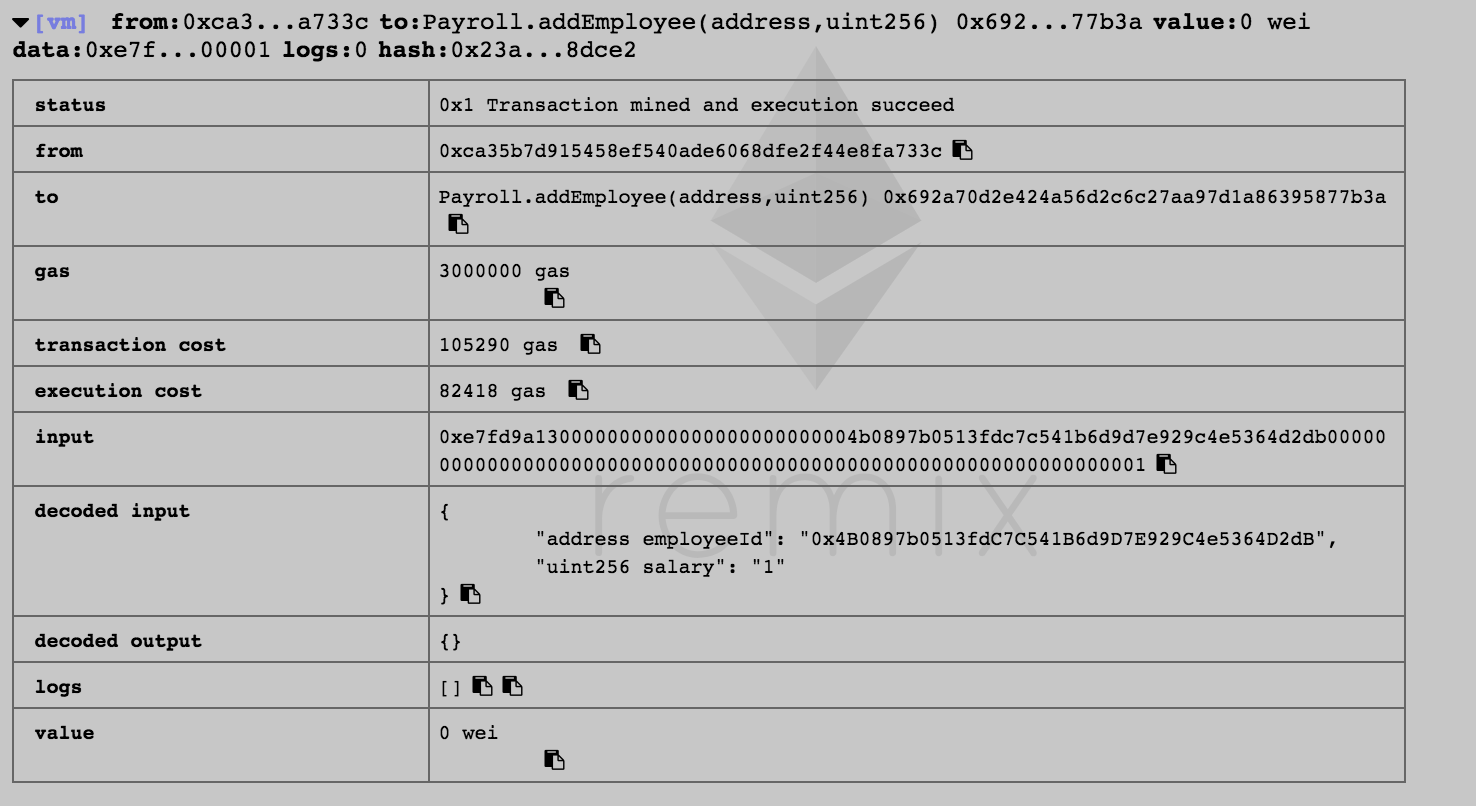 [vm] from:0xca3...a733c to:Payroll.addEmployee(address,uint256) 0x692...77b3a value:0 wei
data:0xe7f...00001 logs:0 hash:0x23a...8dce2
status 0x1 Transaction mined and execution succeed
from 0xca35b7d915458ef540ade6068dfe2f44e8fa733c
to Payroll.addEmployee(address,uint256) 0x692a70d2e424a56d2c6c27aa97d1a86395877b3a
gas 3000000 gas
transaction cost 105290 gas
execution cost 82418 gas
input 0xe7fd9a130000000000000000000000004b0897b0513fdc7c541b6d9d7e929c4e5364d2db00000
00000000000000000000000000000000000000000000000000000000001
decoded input {
"address employeeId": "0x4B0897b0513fdC7C541B6d9D7E929C4e5364D2dB",
"uint256 salary": "1"
}
decoded output {}
logs []
value 0 wei
remix